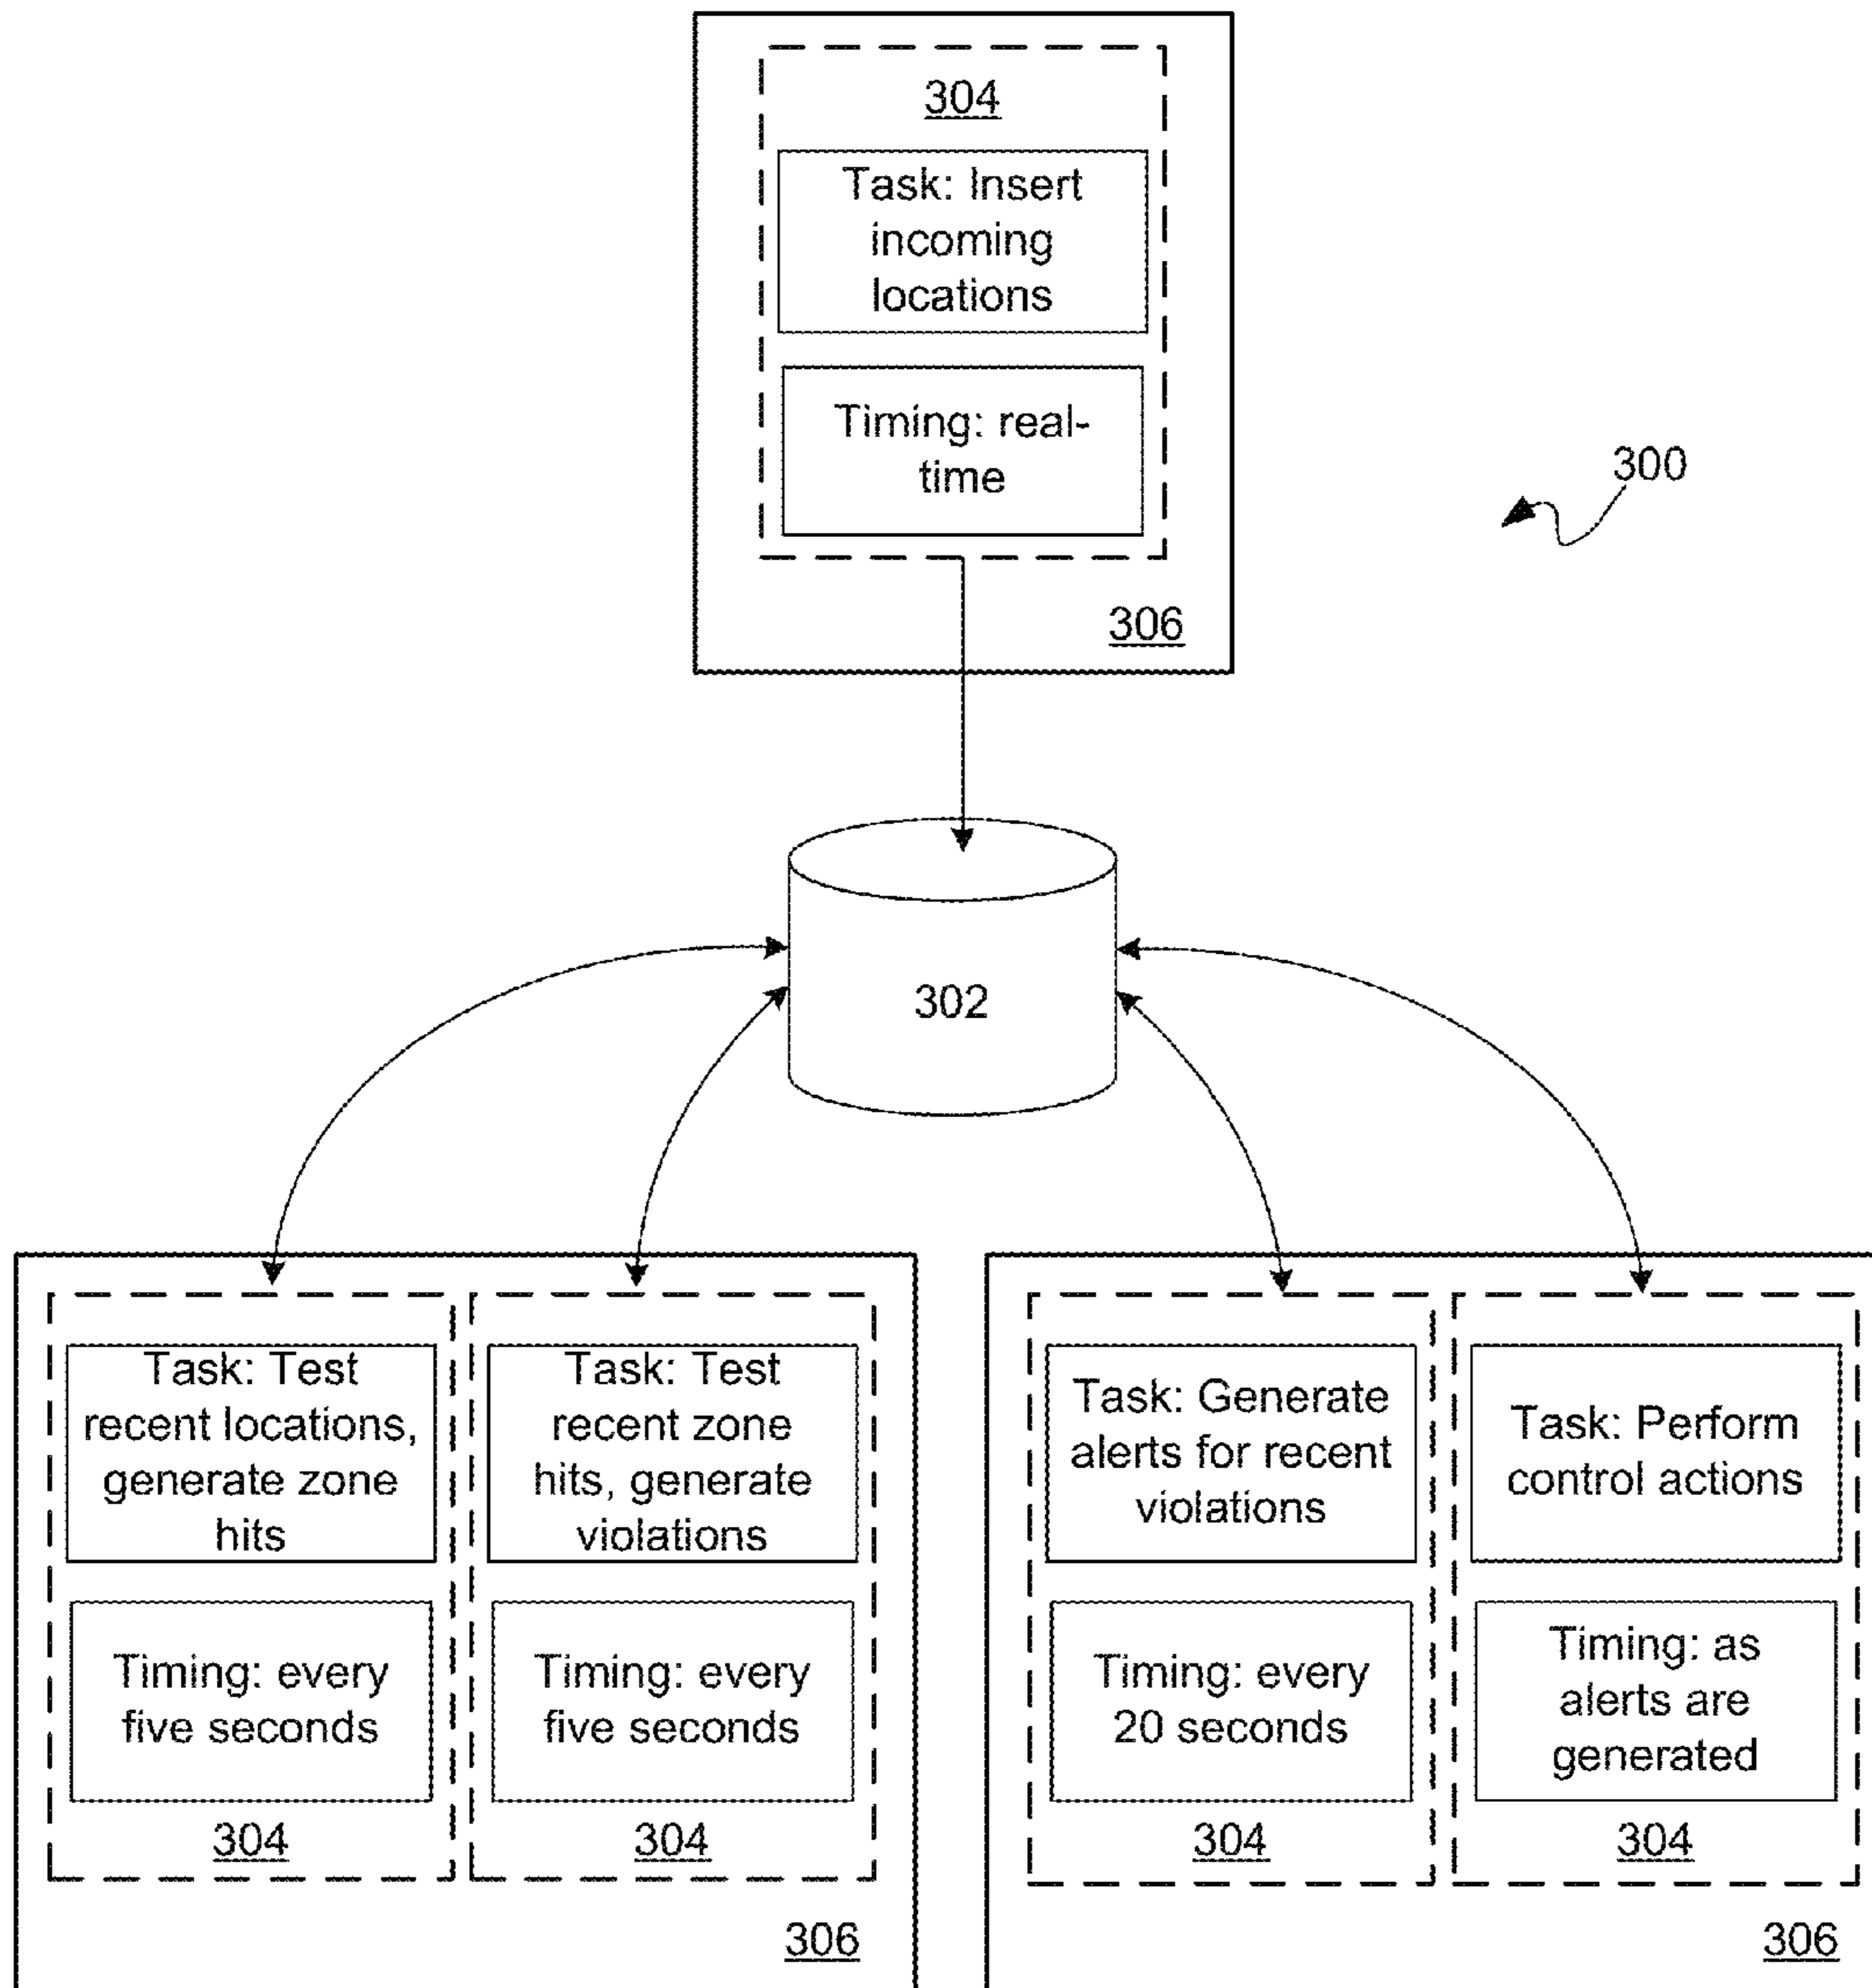 304
Task: Insert
incoming
locations
Timing: real-
time
306
300
302
Task: Test
recent locations,
generate zone
hits
Timing: every
five seconds
304
Task: Test
recent zone
hits, generate
violations
Timing: every
five seconds
304
306
Task: Generate
alerts for recent
violations
Timing: every
20 seconds
304
Task: Perform
control actions
Timing: as
alerts are
generated
304
306